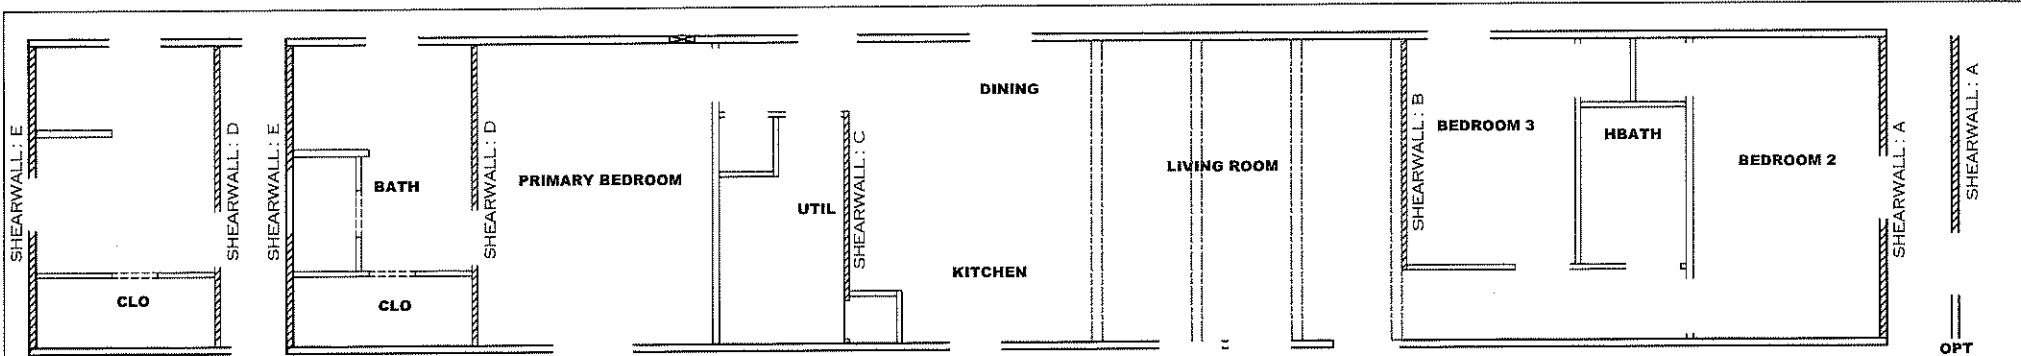 SHEARWALL: E
CLO
SHEARWALL: D
SHEARWALL: E
BATH
CLO
SHEARWALL: D
PRIMARY BEDROOM
UTIL
SHEARWALL: C
DINING
KITCHEN
LIVING ROOM
SHEARWALL: B
BEDROOM 3
HBATH
BEDROOM 2
SHEARWALL: A
SHEARWALL: A
OPT